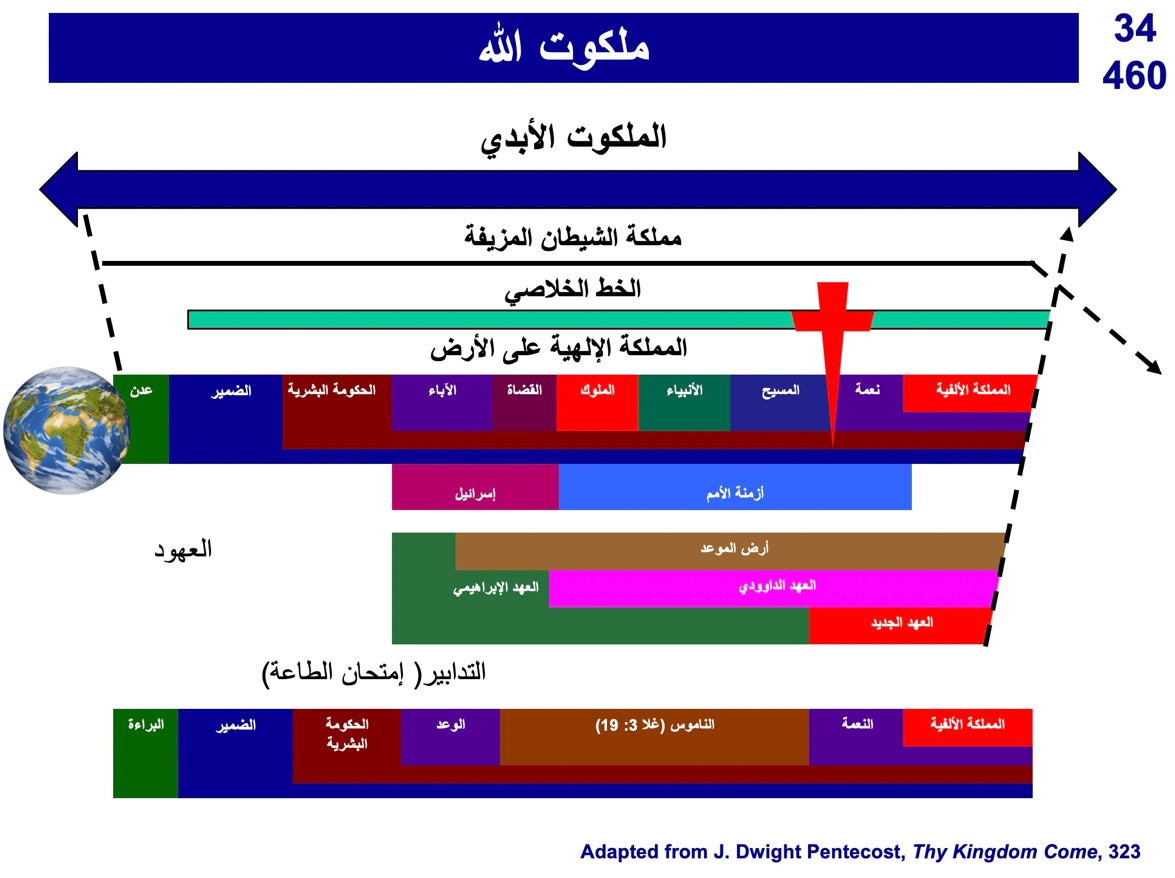 ملكوت الله
34
460
الملكوت الأبدي
مملكة الشيطان المزيفة
الخط الخلاصي
المملكة الإلهية على الأرض
عدن
الضمير
الحكومة البشرية
الآباء
القضاة
الملوك
الأنبياء
المسيح
نعمة
المملكة الألفية
إسرائيل
أزمنة الأمم
العهود
أرض الموعد
العهد الإبراهيمي
العهد الداوودي
العهد الجديد
التدابير( إمتحان الطاعة)
البراءة
الضمير
الحكومة
البشرية
الوعد
الناموس (غلا 3: 19)
النعمة
المملكة الألفية
Adapted from J. Dwight Pentecost, Thy Kingdom Come, 323